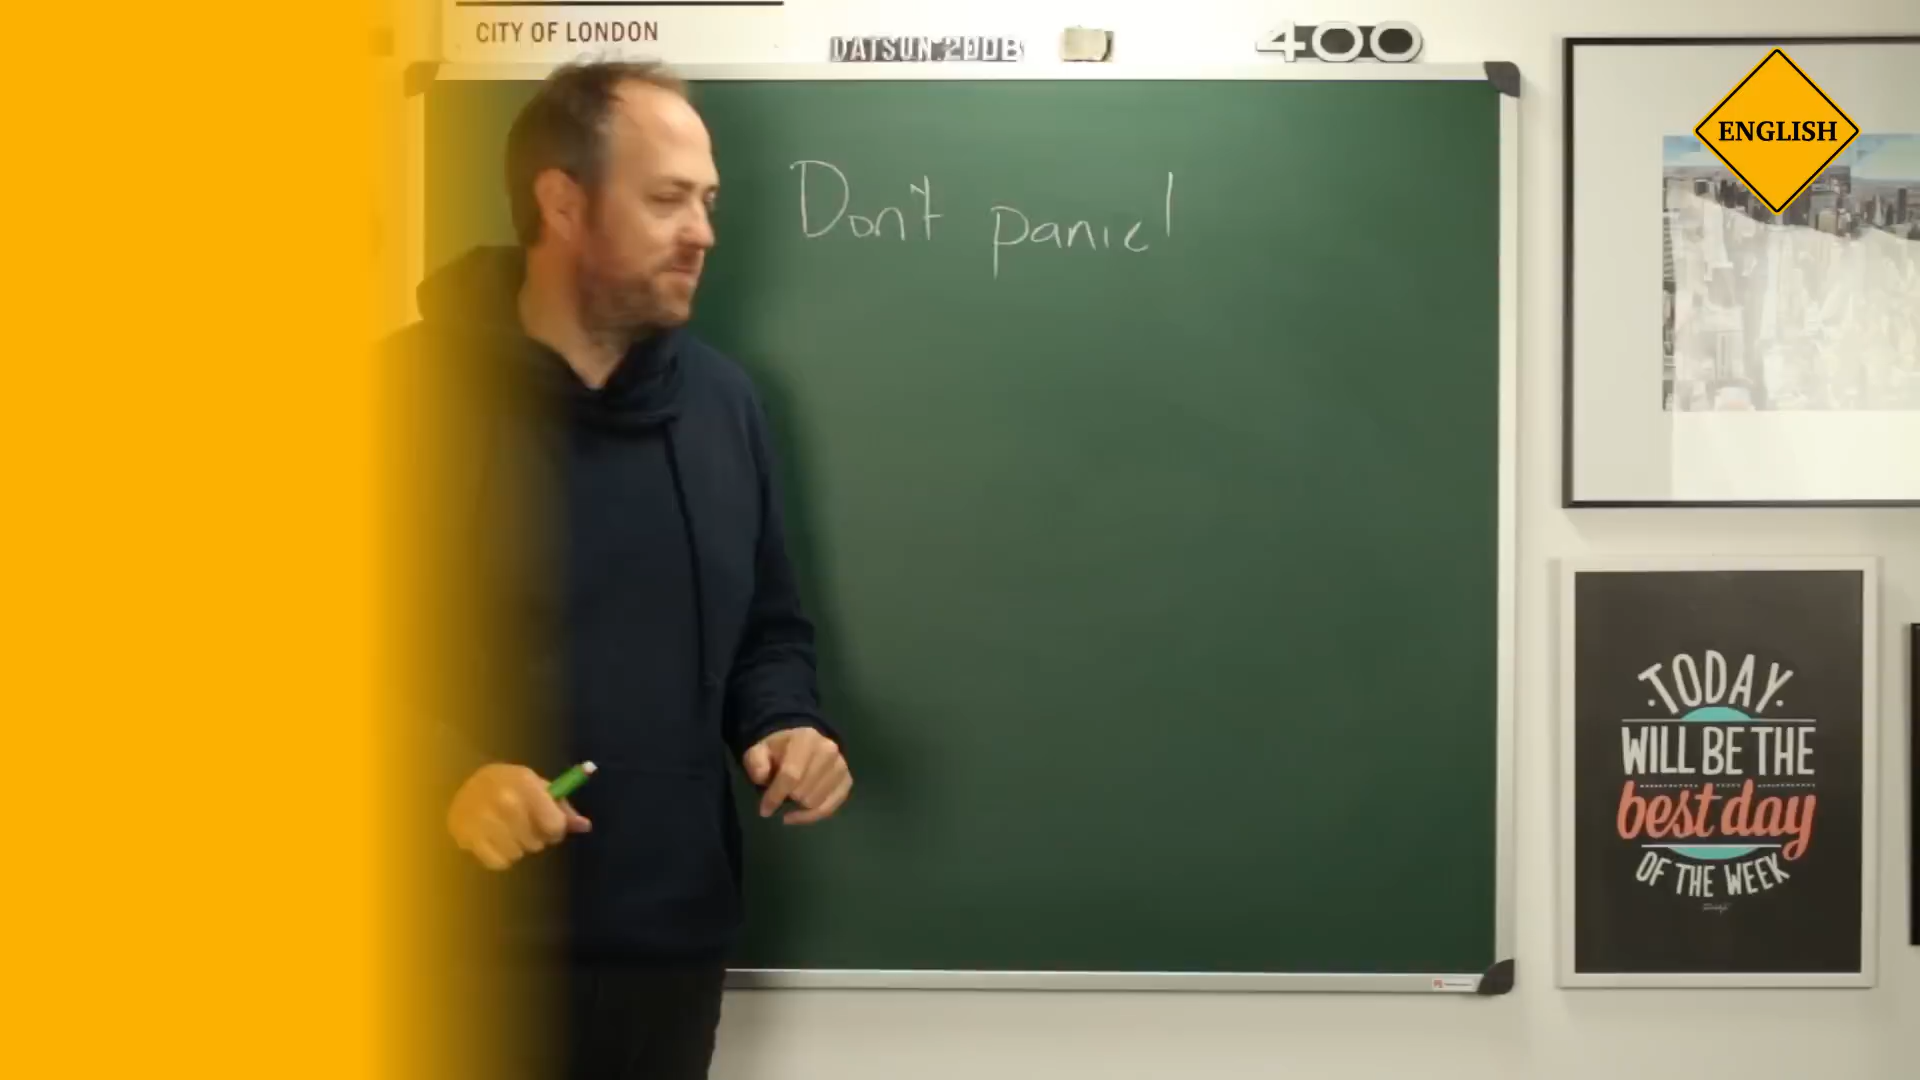 CITY OF LONDON
DATSUN 200B
400
ENGLISH
Don't panic!
·TODAY·
WILL BE THE
best day
OF THE WEEK